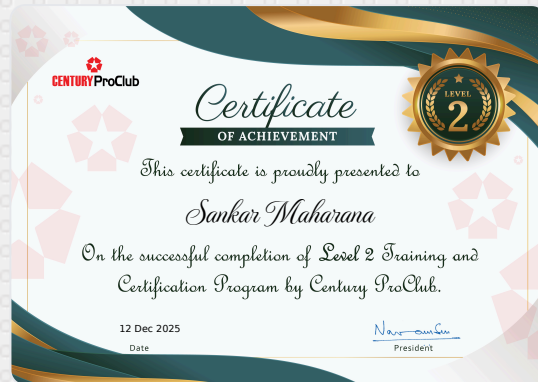 CENTURY ProClub
LEVEL
2
Certificate
OF ACHIEVEMENT
This certificate is proudly presented to
Sankar Maharana
On the successful completion of Level 2 Training and
Certification Program by Century ProClub.
12 Dec 2025
Date
President